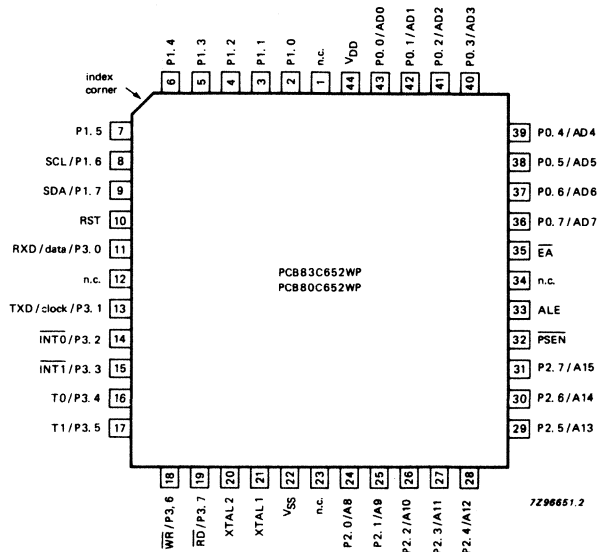 P1.4
P1.3
P1.2
P1.1
P1.0
n.c.
VDD
P0.0/AD0
P0.1/AD1
P0.2/AD2
P0.3/AD3
index
corner
6
5
4
3
2
1
44
43
42
41
40
P1.5 7
SCL/P1.6 8
SDA/P1.7 9
RST 10
RXD/data/P3.0 11
n.c. 12
TXD/clock/P3.1 13
INT0/P3.2 14
INT1/P3.3 15
T0/P3.4 16
T1/P3.5 17
PCB83C652WP
PCB80C652WP
39 P0.4/AD4
38 P0.5/AD5
37 P0.6/AD6
36 P0.7/AD7
35 EA
34 n.c.
33 ALE
32 PSEN
31 P2.7/A15
30 P2.6/A14
29 P2.5/A13
18
19
20
21
22
23
24
25
26
27
28
WR/P3,6
RD/P3.7
XTAL2
XTAL1
VSS
n.c.
P2.0/A8
P2.1/A9
P2.2/A10
P2.3/A11
P2.4/A12
7Z96651.2